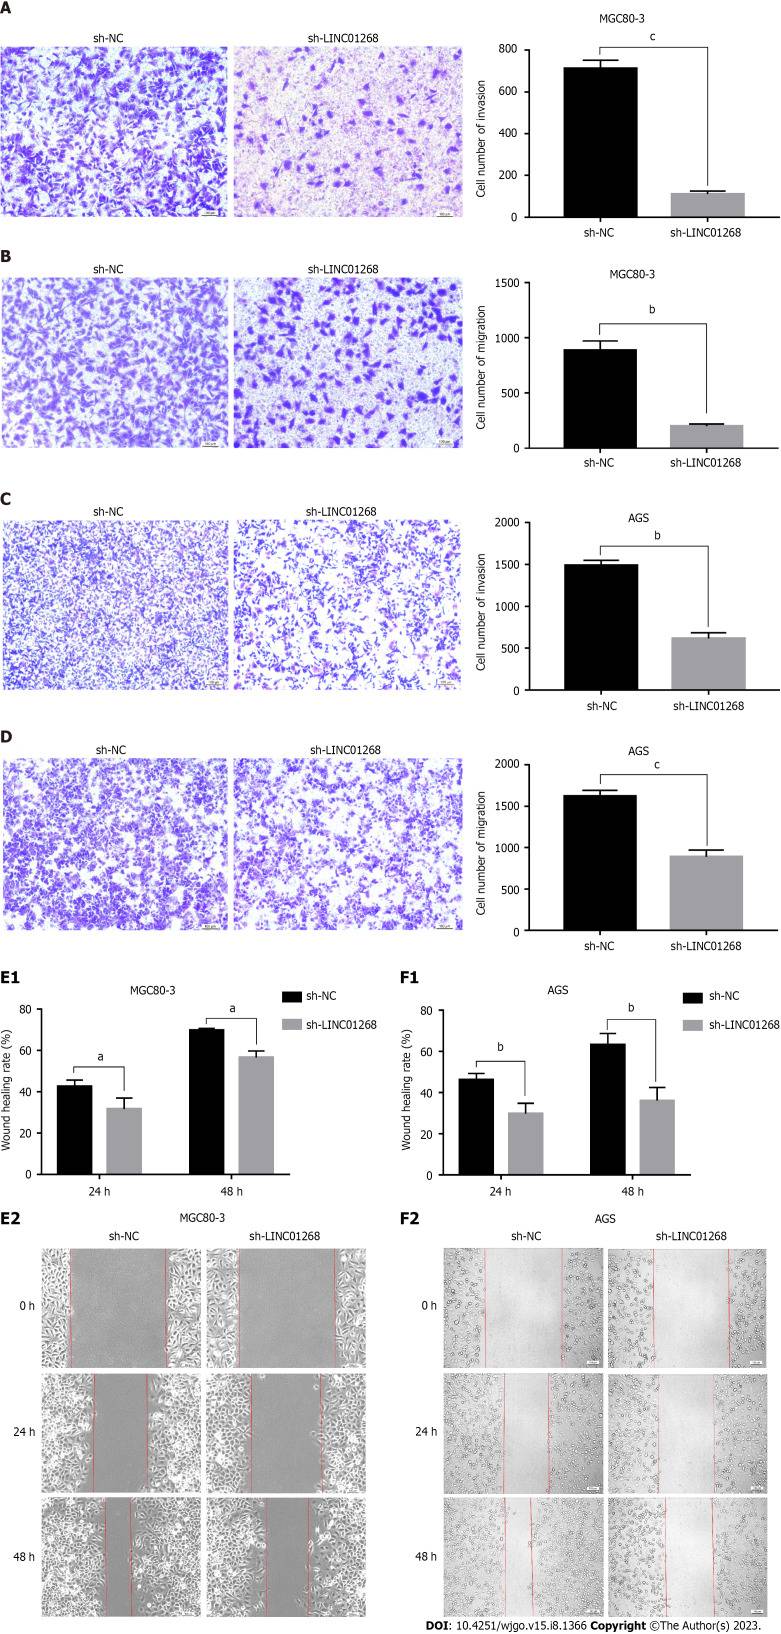 A
sh-NC
sh-LINC01268
MGC80-3
c
800
600
400
200
0
Cell number of invasion
sh-NC
sh-LINC01268
B
sh-NC
sh-LINC01268
MGC80-3
b
1500
1000
500
0
Cell number of migration
sh-NC
sh-LINC01268
C
sh-NC
sh-LINC01268
AGS
b
2000
1500
1000
500
0
Cell number of invasion
sh-NC
sh-LINC01268
D
sh-NC
sh-LINC01268
AGS
c
2000
1500
1000
500
0
Cell number of migration
sh-NC
sh-LINC01268
E1
MGC80-3
sh-NC
sh-LINC01268
a
a
80
60
40
20
0
Wound healing rate (%)
24 h
48 h
F1
AGS
sh-NC
sh-LINC01268
b
b
80
60
40
20
0
Wound healing rate (%)
24 h
48 h
E2
MGC80-3
sh-NC
sh-LINC01268
0 h
24 h
48 h
F2
AGS
sh-NC
sh-LINC01268
0 h
24 h
48 h
DOI: 10.4251/wjgo.v15.i8.1366 Copyright ©The Author(s) 2023.